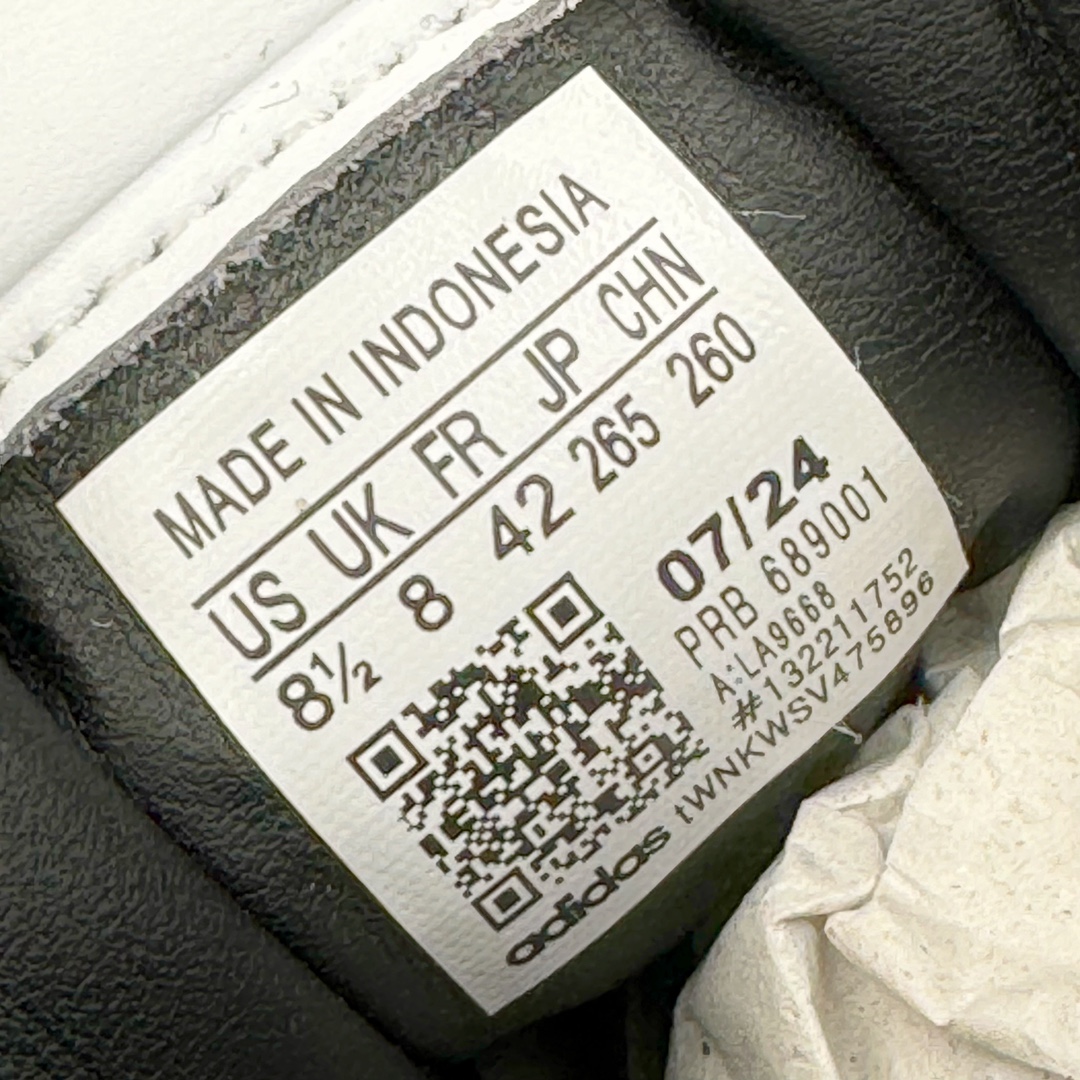 MADE IN INDONESIA
US UK FR JP CHN
8½ 8 42 265 260
07/24
PRB 689001
A:LA9668
#132211752
tWNKWSV475896
adidas